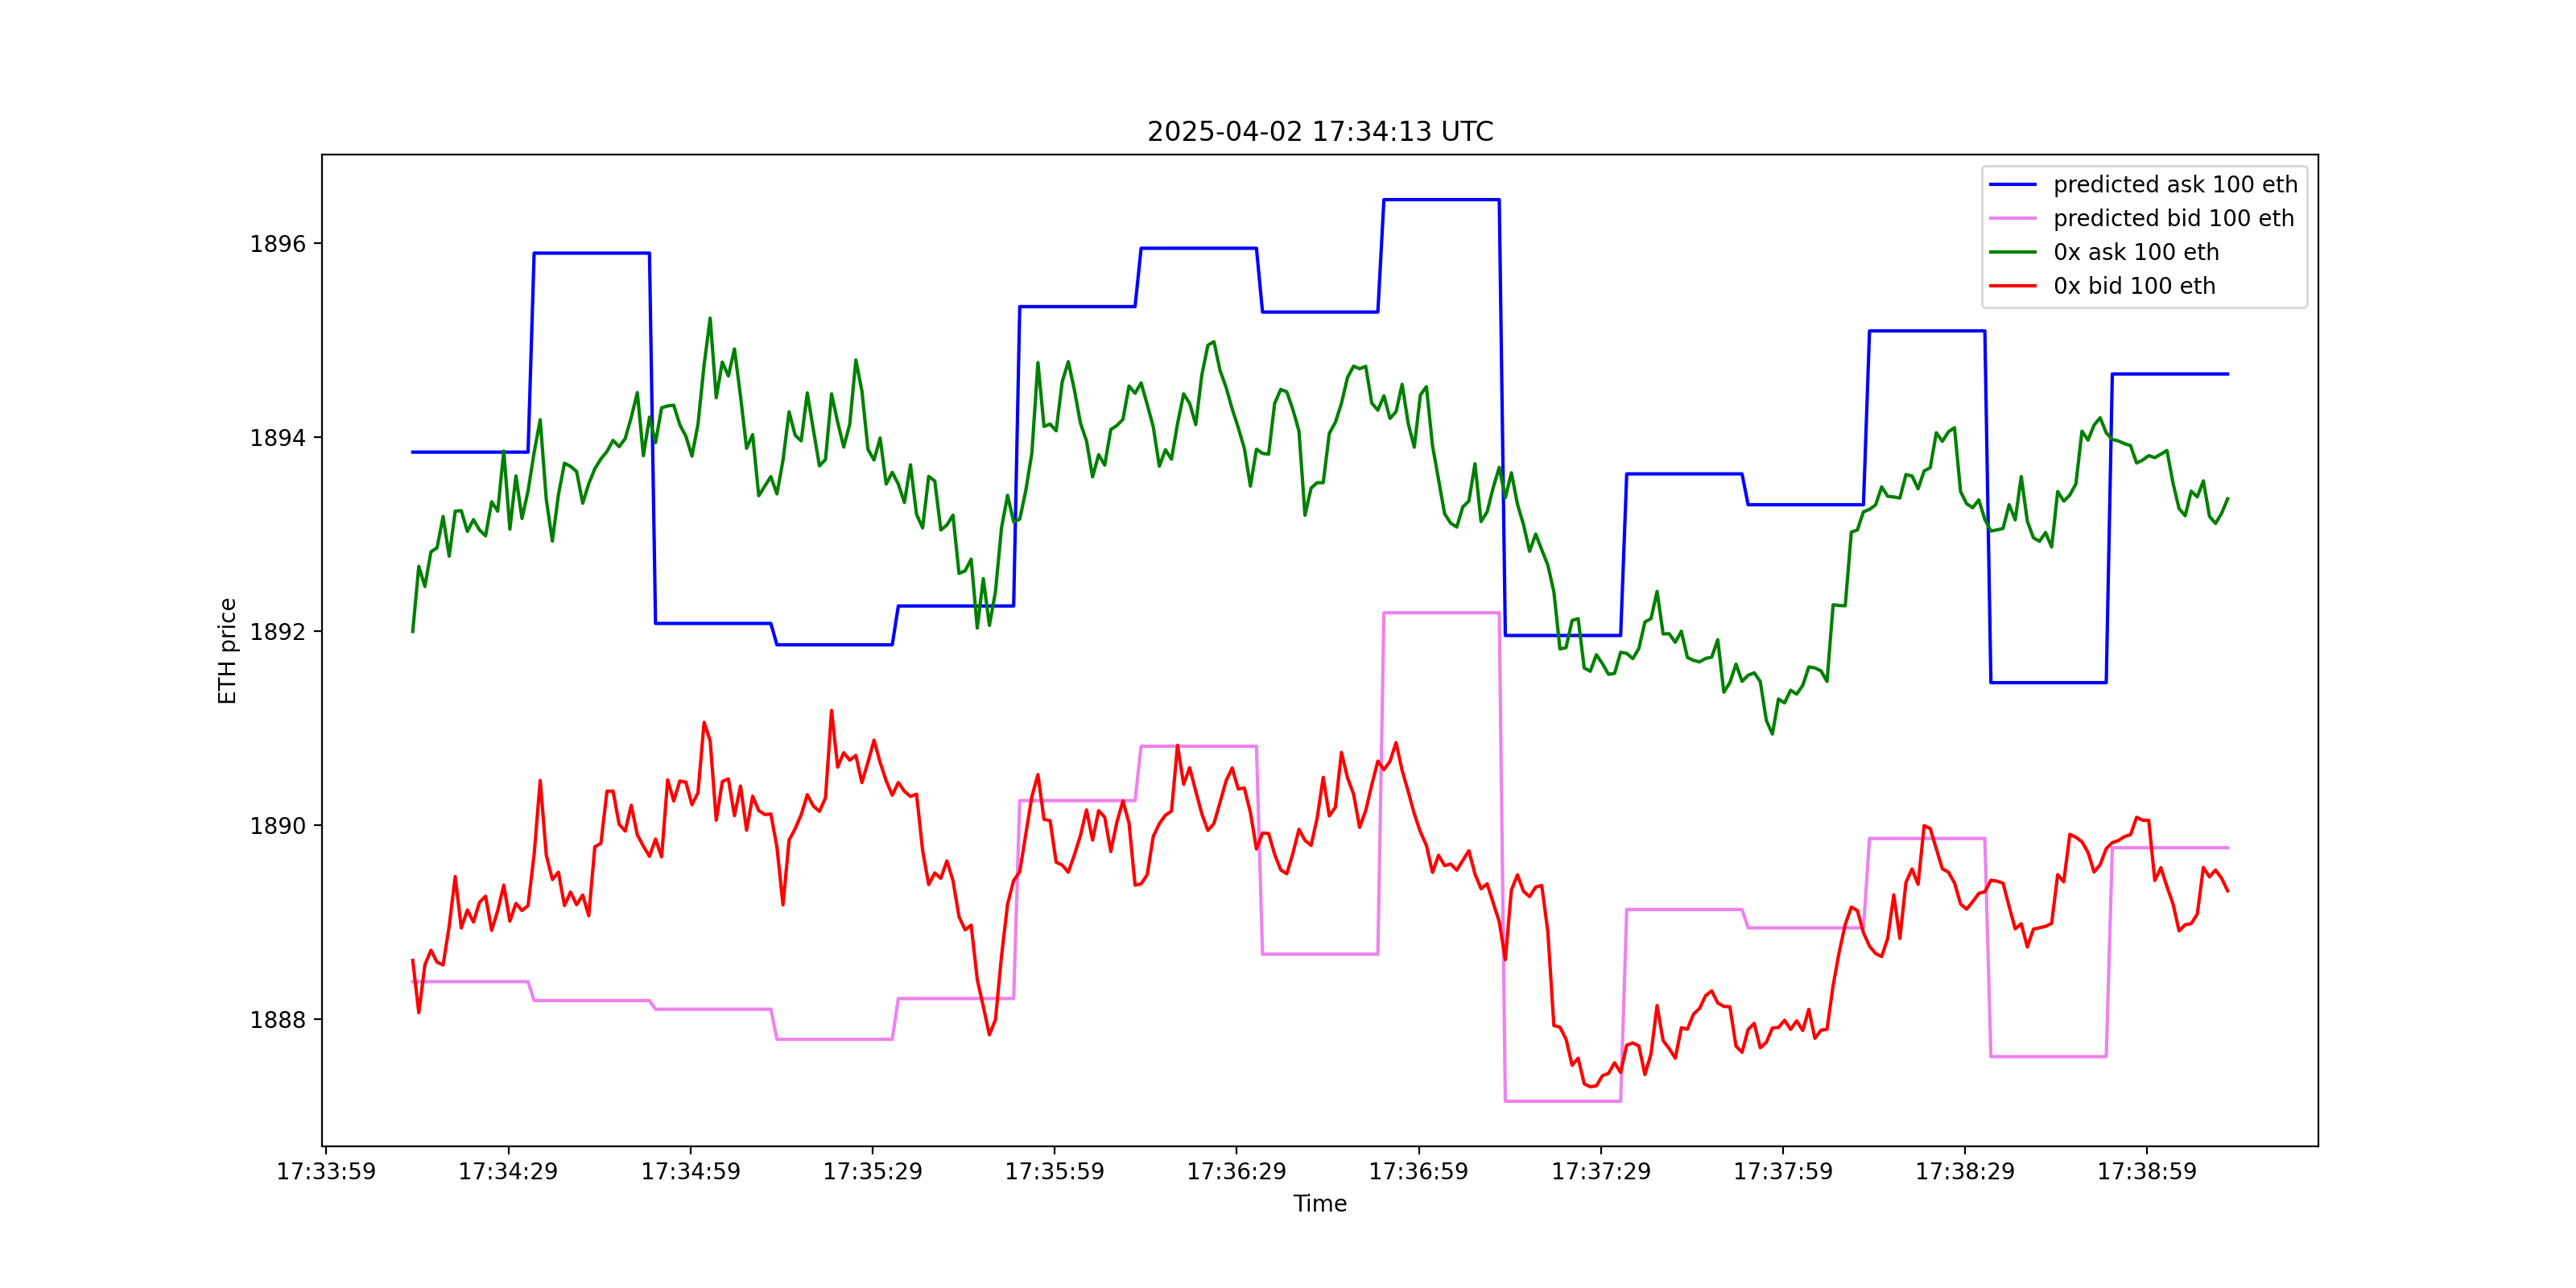 2025-04-02 17:34:13 UTC
predicted ask 100 eth
predicted bid 100 eth
0x ask 100 eth
0x bid 100 eth
ETH price
1896
1894
1892
1890
1888
17:33:59 17:34:29 17:34:59 17:35:29 17:35:59 17:36:29 17:36:59 17:37:29 17:37:59 17:38:29 17:38:59
Time